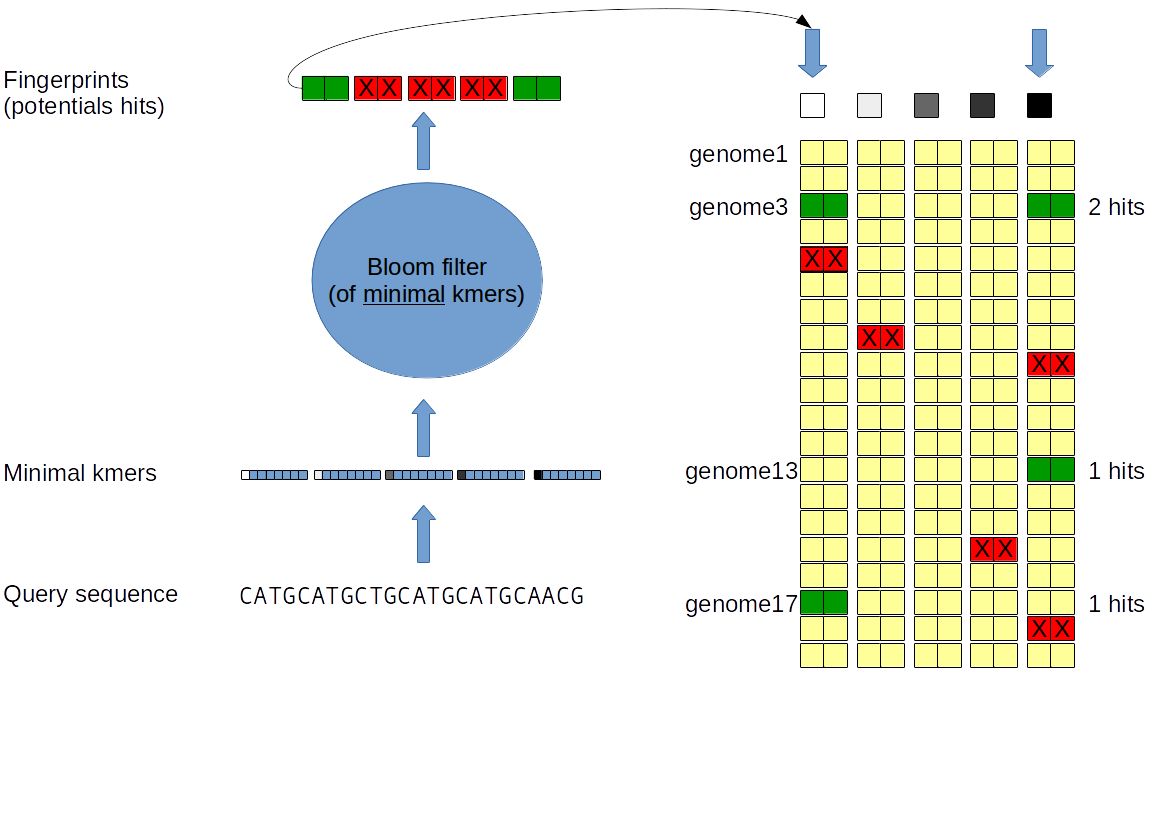 Fingerprints
(potentials hits)
X X X X X X
genome1
genome3
2 hits
X X
Bloom filter
(of minimal kmers)
X X
X X
Minimal kmers
genome13
1 hits
X X
Query sequence
CATGCATGCTGCATGCATGCAACG
genome17
1 hits
X X